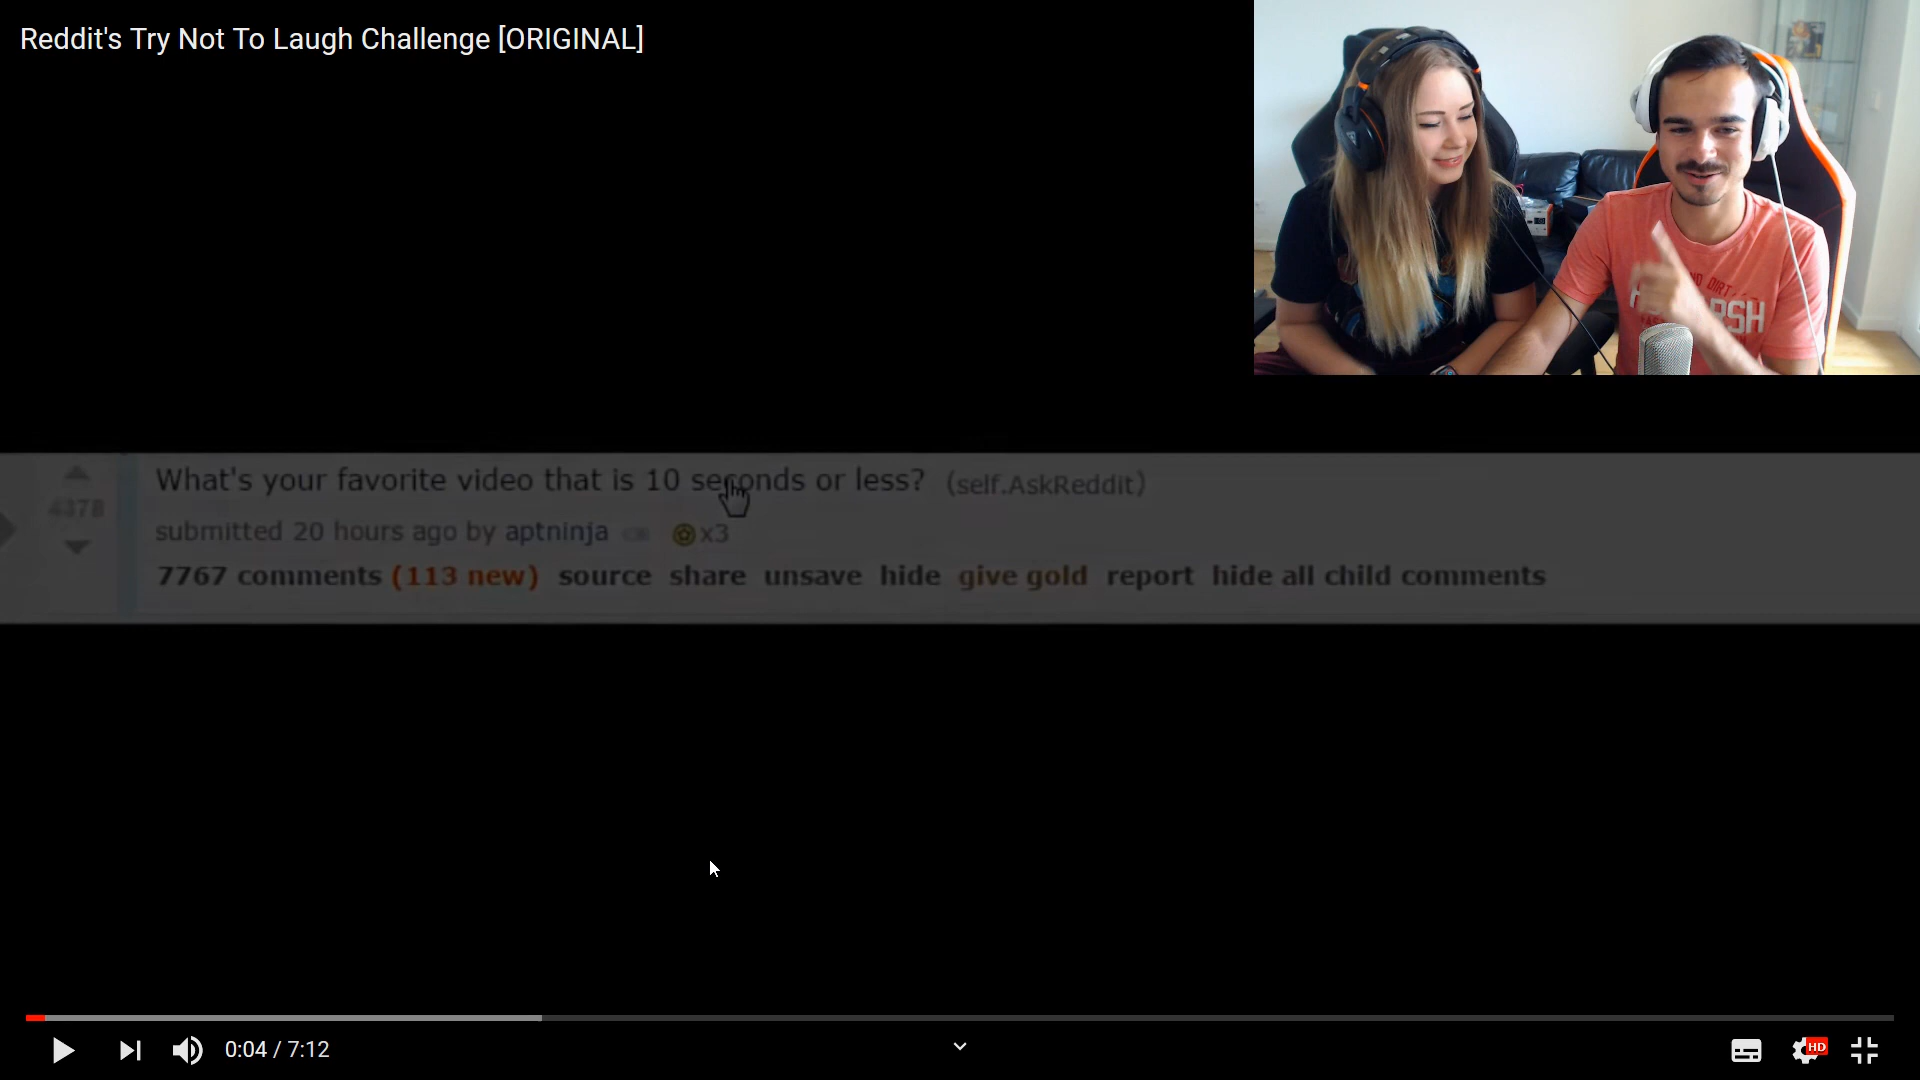 Reddit's Try Not To Laugh Challenge [ORIGINAL]
What's your favorite video that is 10 seconds or less? (self.AskReddit)
4378
submitted 20 hours ago by aptninja x3
7767 comments (113 new) source share unsave hide give gold report hide all child comments
0:04 / 7:12
HD